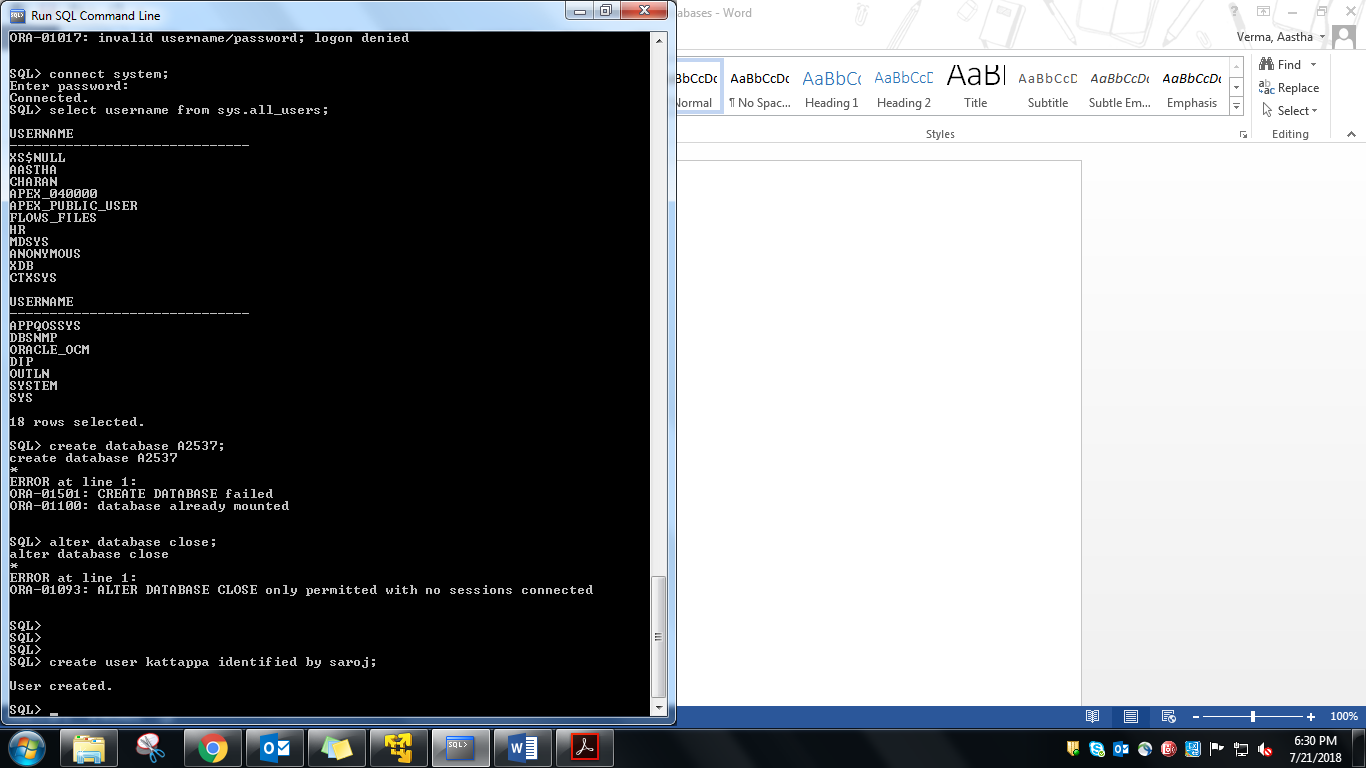 Run SQL Command Line
ORA-01017: invalid username/password; logon denied
SQL> connect system;
Enter password:
Connected.
SQL> select username from sys.all_users;
USERNAME
------------------------------
XS$NULL
AASTHA
CHARAN
APEX_040000
APEX_PUBLIC_USER
FLOWS_FILES
HR
MDSYS
ANONYMOUS
XDB
CTXSYS
USERNAME
------------------------------
APPQOSSYS
DBSNMP
ORACLE_OCM
DIP
OUTLN
SYSTEM
SYS
18 rows selected.
SQL> create database A2537;
create database A2537
*
ERROR at line 1:
ORA-01501: CREATE DATABASE failed
ORA-01100: database already mounted
SQL> alter database close;
alter database close
*
ERROR at line 1:
ORA-01093: ALTER DATABASE CLOSE only permitted with no sessions connected
SQL>
SQL>
SQL>
SQL> create user kattappa identified by saroj;
User created.
SQL> _
abases - Word
Verma, Aastha
BbCcDc AaBbCcDc AaBbCc AaBbCcD AaB AaBbCcD AaBbCcDc AaBbCcDc
Normal ¶ No Spac... Heading 1 Heading 2 Title Subtitle Subtle Em... Emphasis
Styles
Find
Replace
Select
Editing
100%
SQL>
6:30 PM
7/21/2018